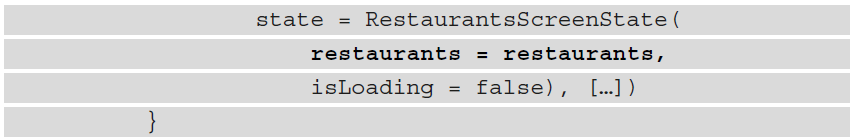 state = RestaurantsScreenState(
restaurants = restaurants,
isLoading = false), […])
}